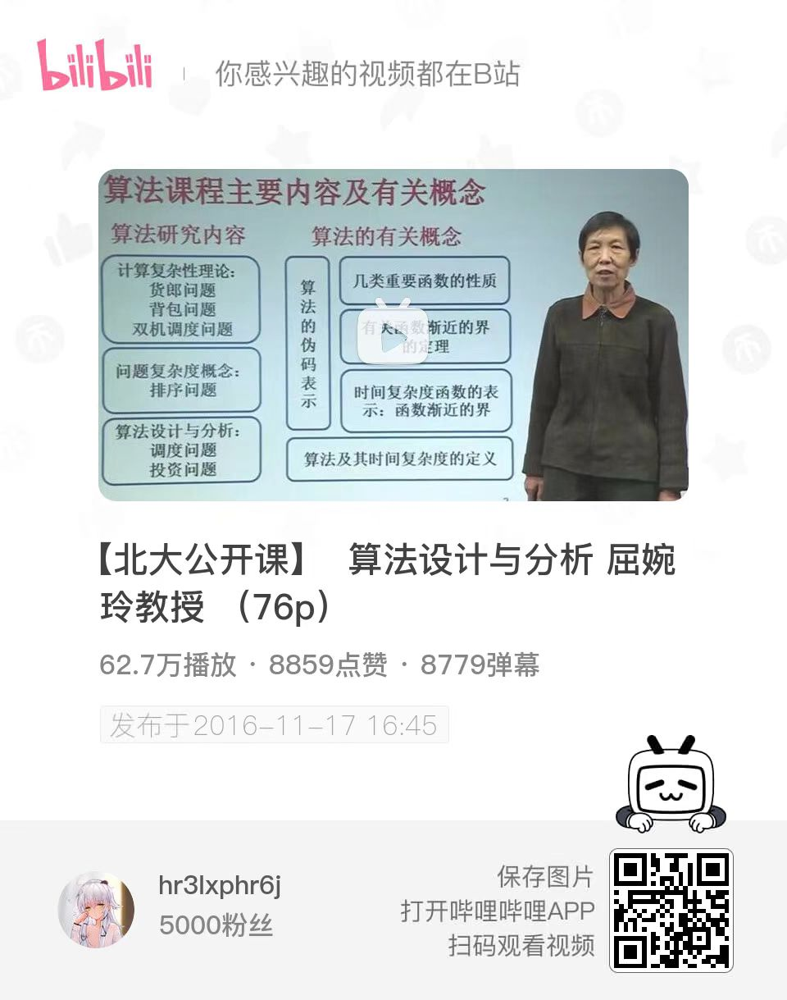 bilibili
你感兴趣的视频都在B站
算法课程主要内容及有关概念
算法研究内容
算法的有关概念
计算复杂性理论：
货郎问题
背包问题
双机调度问题
问题复杂度概念：
排序问题
算法设计与分析：
调度问题
投资问题
算法的伪码表示
几类重要函数的性质
有关函数渐近的界
的定理
时间复杂度函数的表
示：函数渐近的界
算法及其时间复杂度的定义
【北大公开课】 算法设计与分析 屈婉
玲教授 （76p）
62.7万播放 · 8859点赞 · 8779弹幕
发布于2016-11-17 16:45
hr3lxphr6j
5000粉丝
保存图片
打开哔哩哔哩APP
扫码观看视频